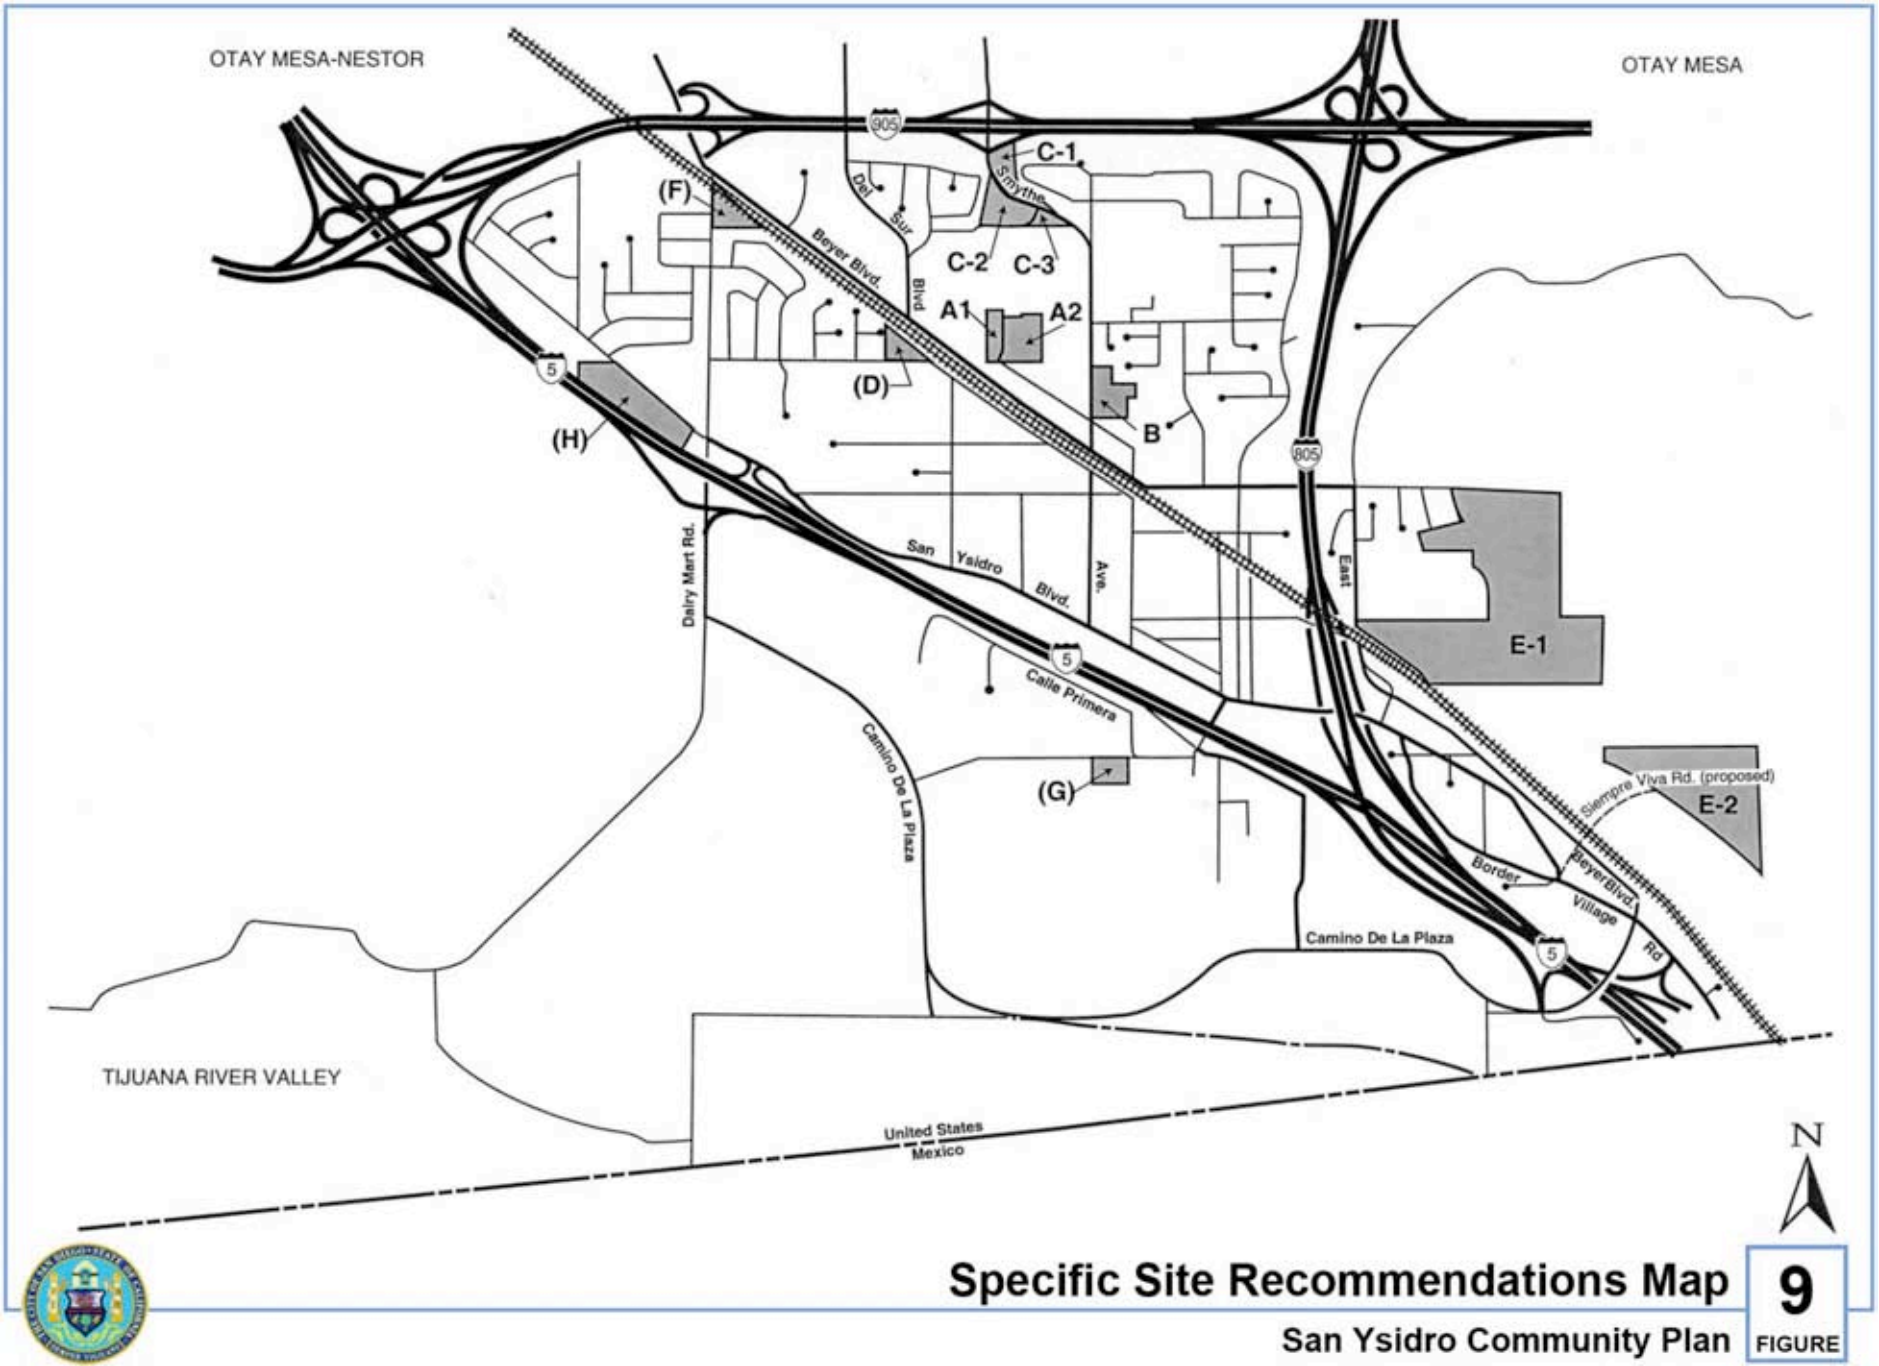 OTAY MESA-NESTOR
OTAY MESA
905
C-1
Smythe
(F)
Del
Sur
Blvd
Beyer Blvd.
C-2
C-3
A1
A2
5
(D)
B
(H)
805
Dairy Mart Rd.
San
Ysidro
Blvd.
Ave.
East
E-1
5
Calle Primera
Camino De La Plaza
(G)
Siempre Viva Rd. (proposed)
E-2
Border
Village
Rd
Beyer Blvd.
5
Camino De La Plaza
TIJUANA RIVER VALLEY
United States
Mexico
N
Specific Site Recommendations Map
San Ysidro Community Plan
9
FIGURE